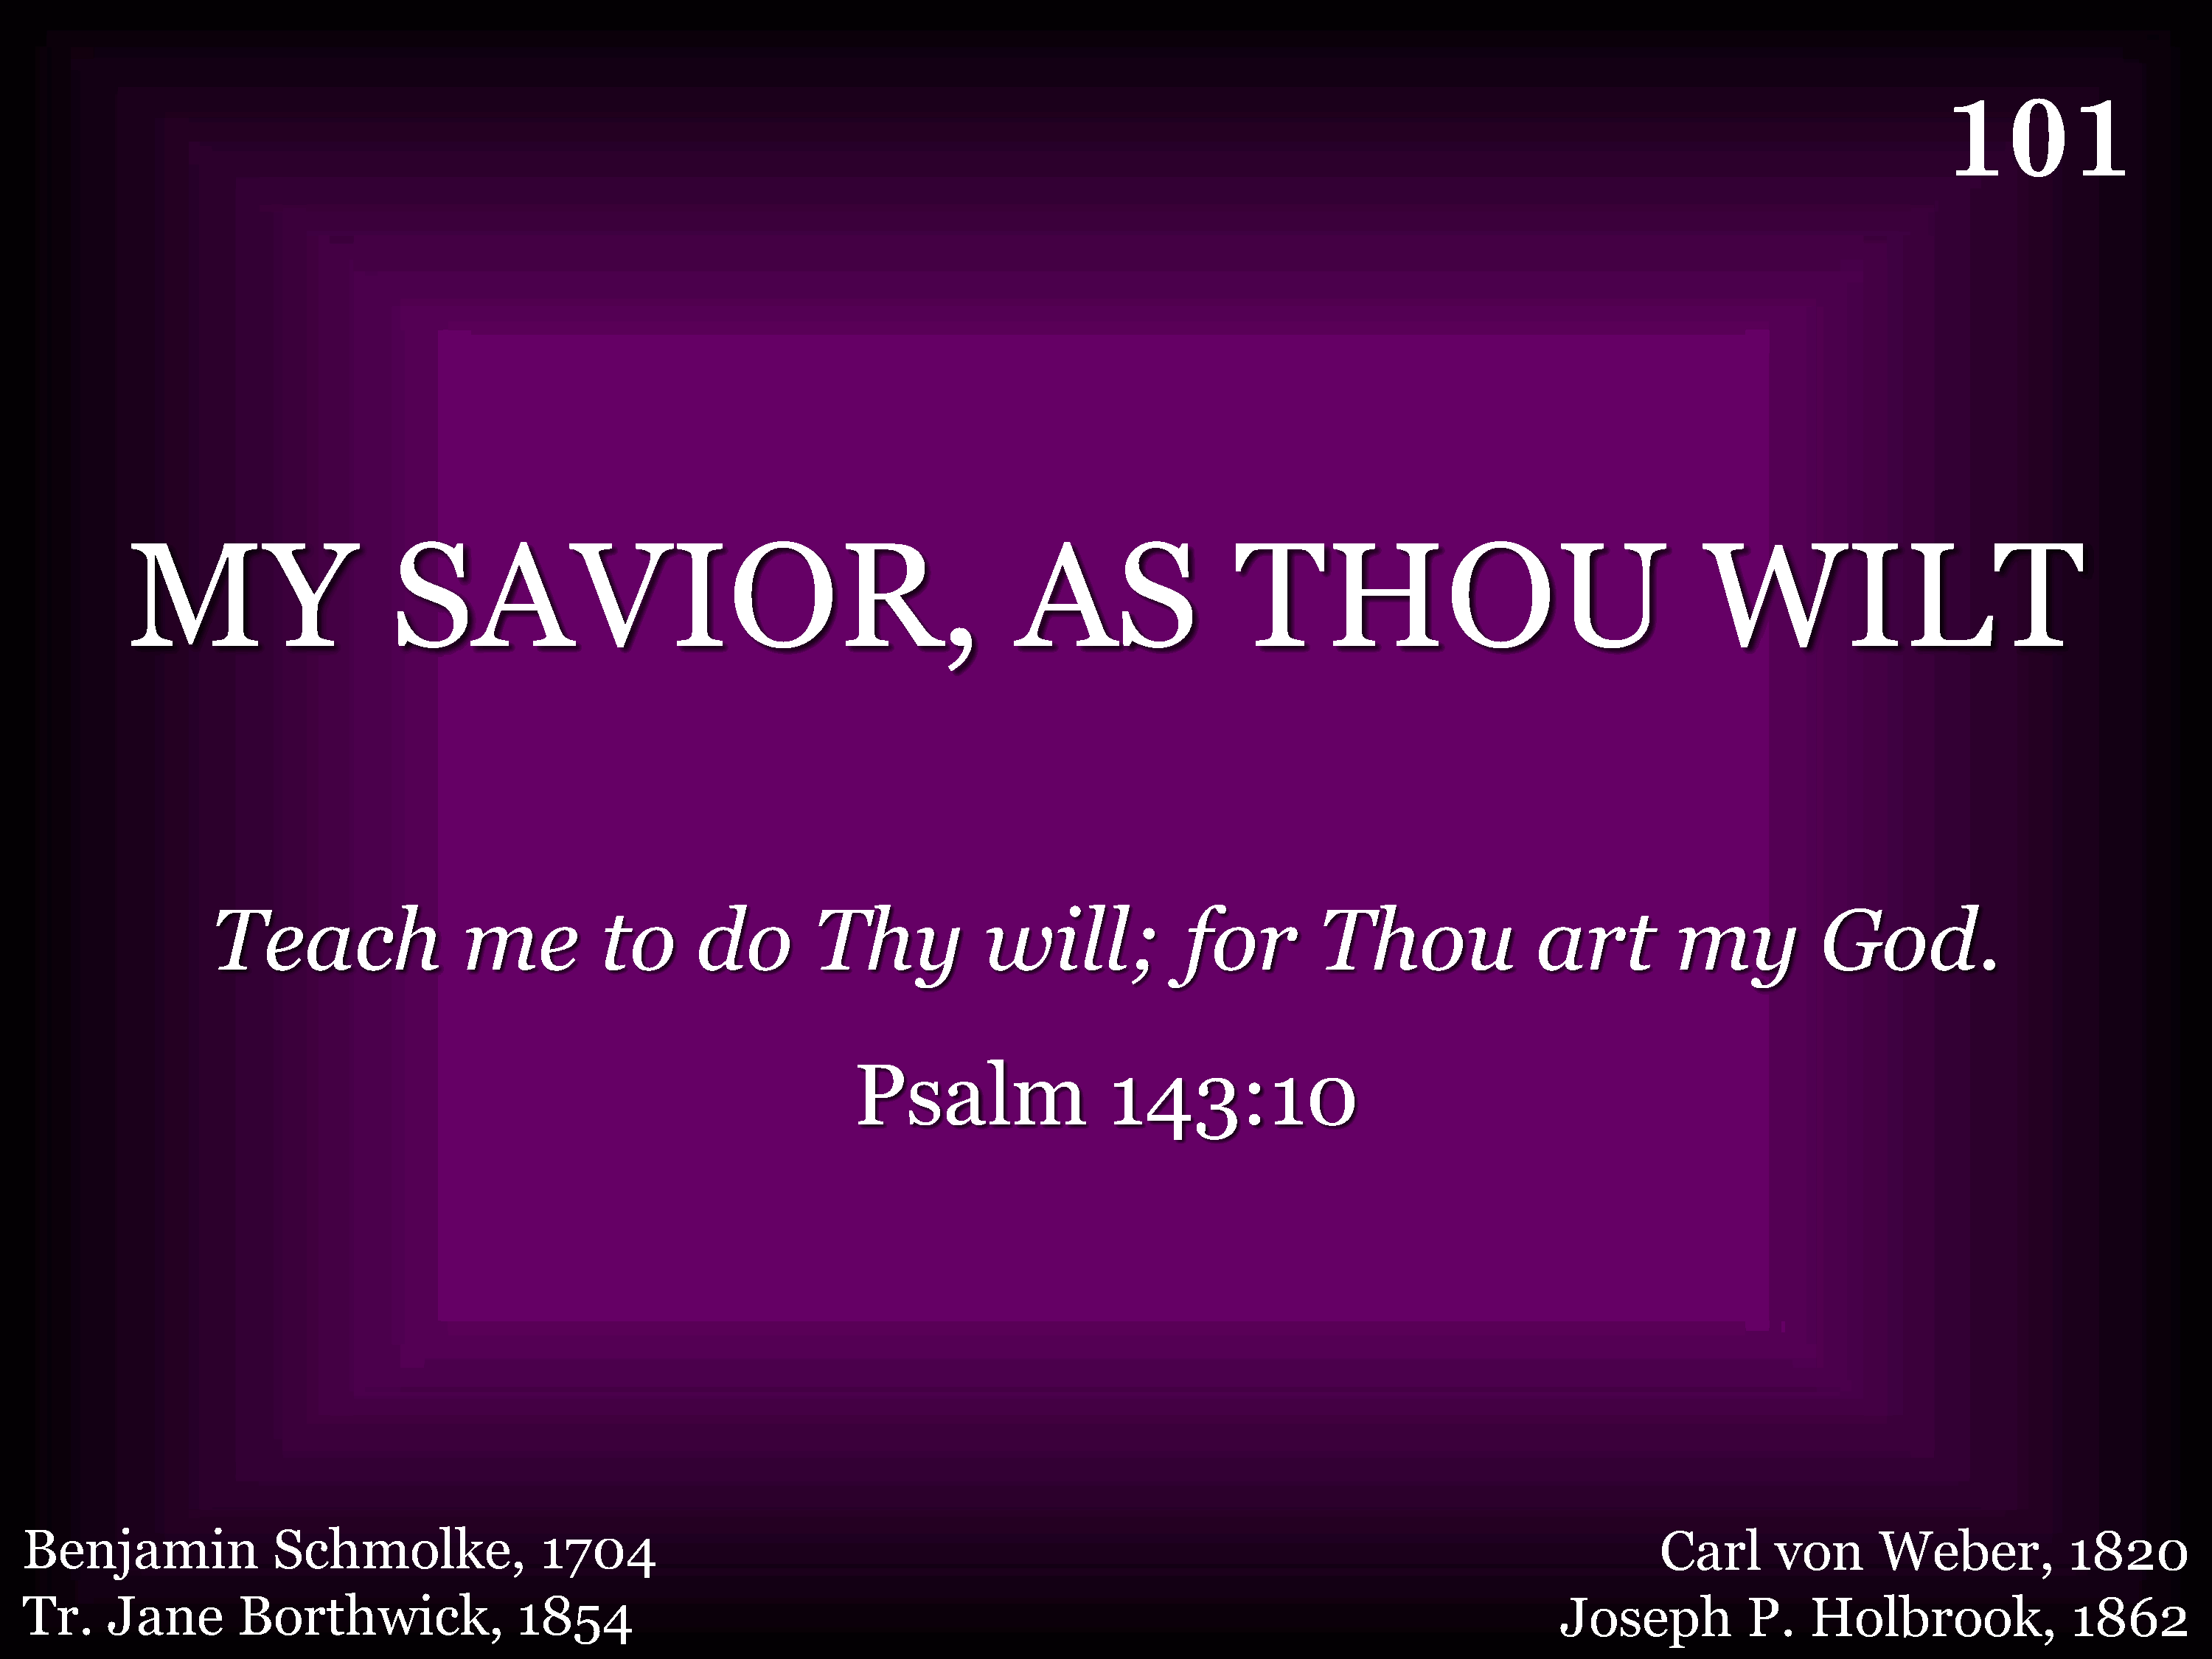 101
MY SAVIOR, AS THOU WILT
Teach me to do Thy will; for Thou art my God.
Psalm 143:10
Benjamin Schmolke, 1704
Tr. Jane Borthwick, 1854
Carl von Weber, 1820
Joseph P. Holbrook, 1862